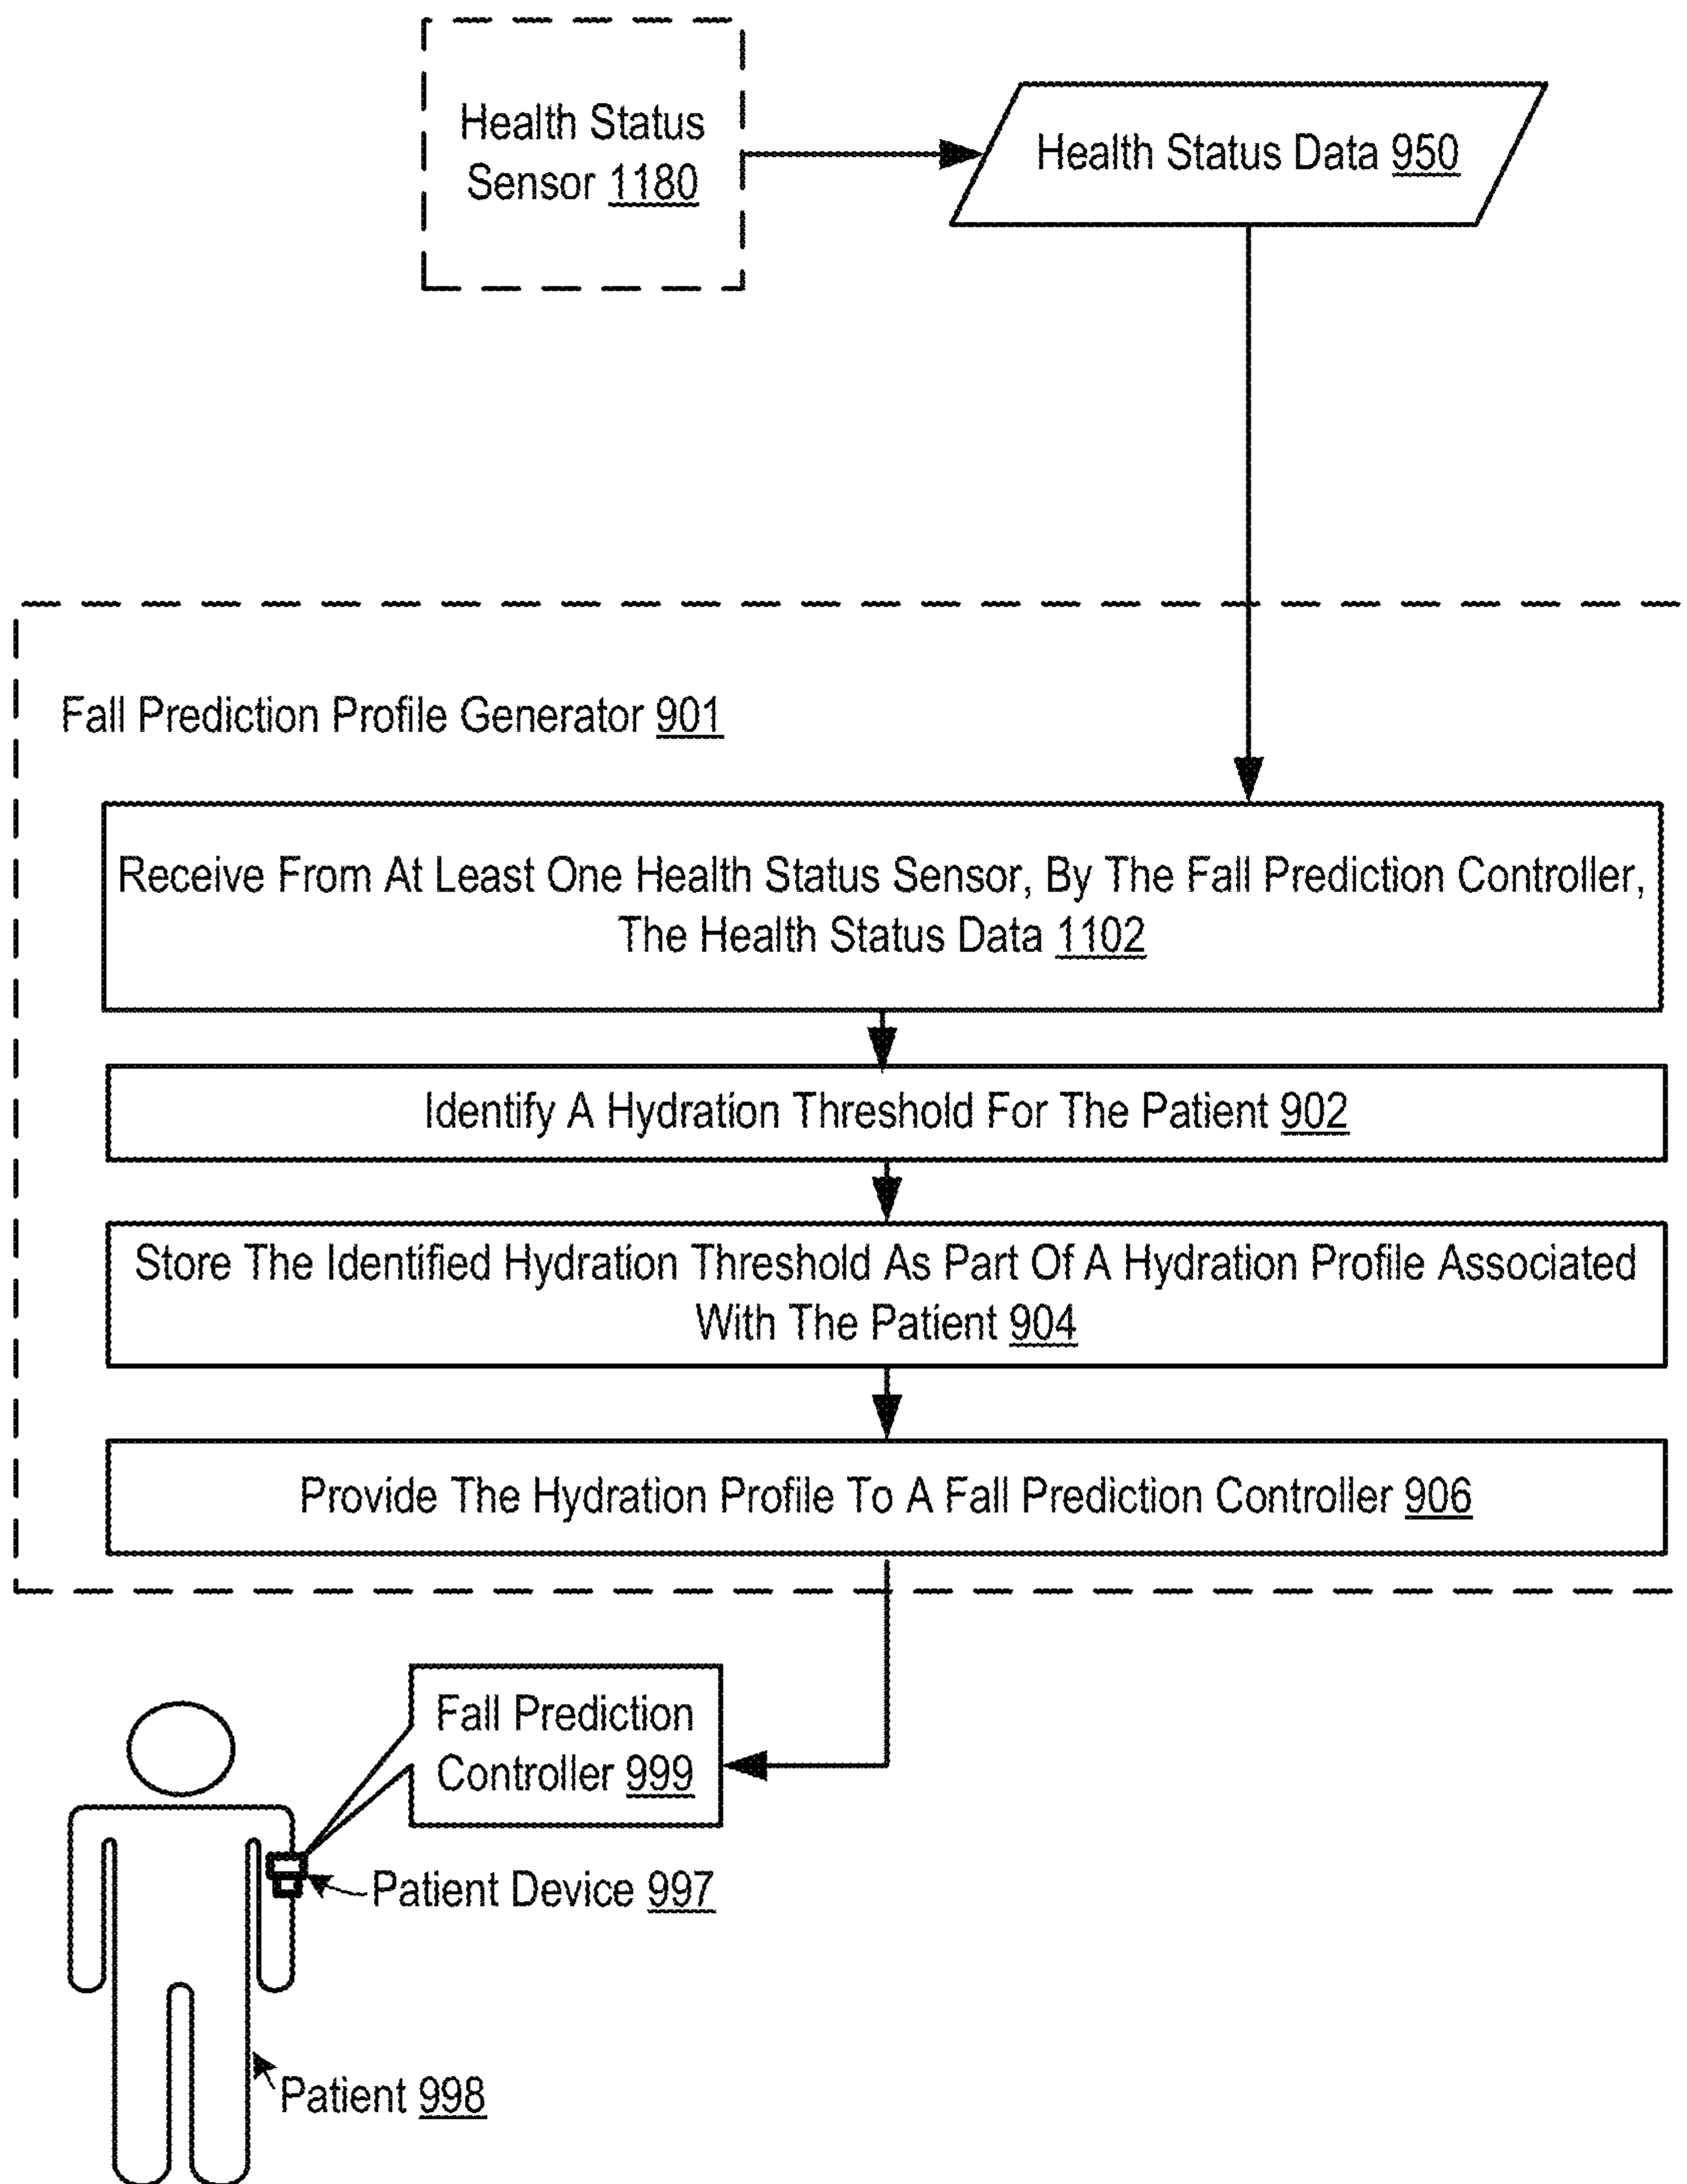 Health Status
Sensor 1180
Health Status Data 950
Fall Prediction Profile Generator 901
Receive From At Least One Health Status Sensor, By The Fall Prediction Controller,
The Health Status Data 1102
Identify A Hydration Threshold For The Patient 902
Store The Identified Hydration Threshold As Part Of A Hydration Profile Associated
With The Patient 904
Provide The Hydration Profile To A Fall Prediction Controller 906
Fall Prediction
Controller 999
Patient Device 997
Patient 998